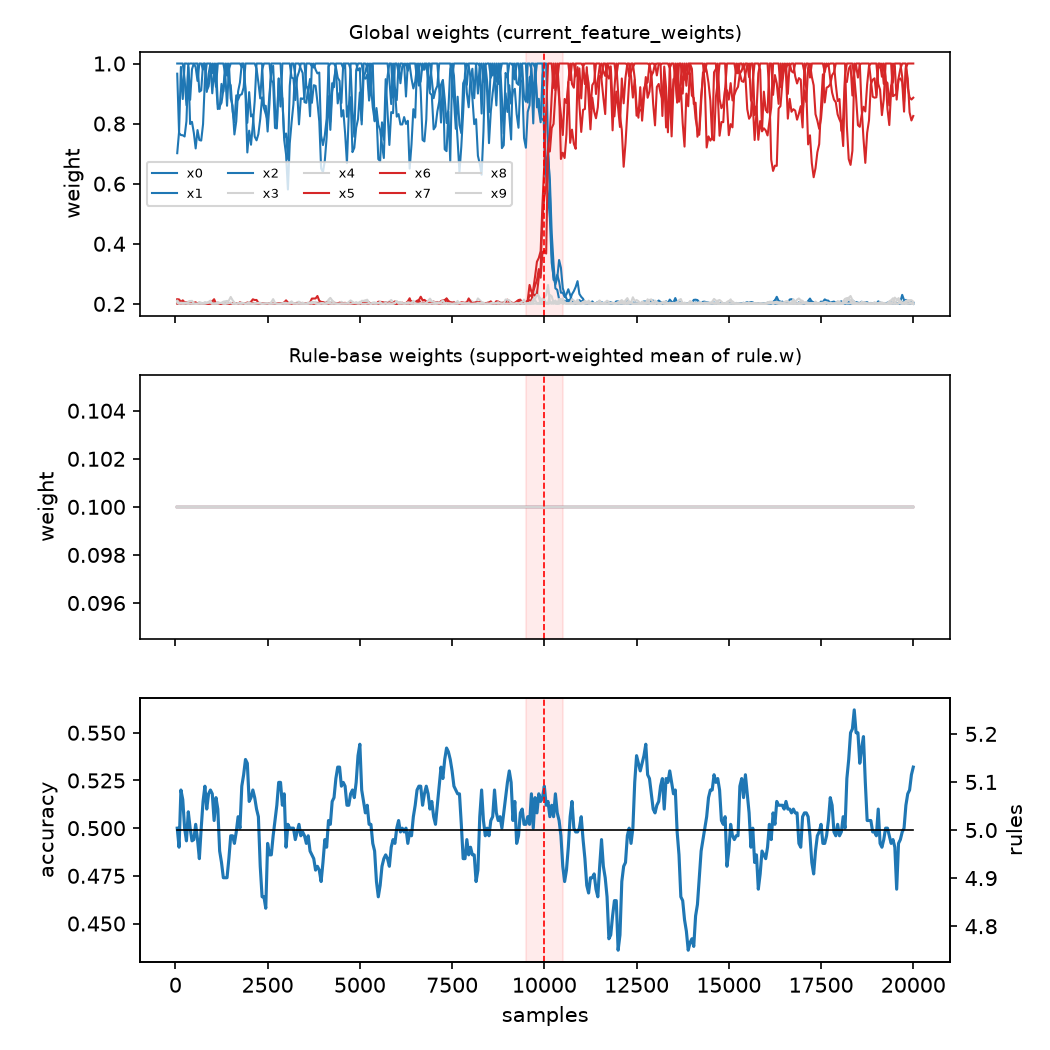 Global weights (current_feature_weights)
1.0
0.8
0.6
0.4
0.2
weight
x0 x2 x4 x6 x8
x1 x3 x5 x7 x9
Rule-base weights (support-weighted mean of rule.w)
0.104
0.102
0.100
0.098
0.096
weight
0.550
0.525
0.500
0.475
0.450
accuracy
5.2
5.1
5.0
4.9
4.8
rules
0 2500 5000 7500 10000 12500 15000 17500 20000
samples